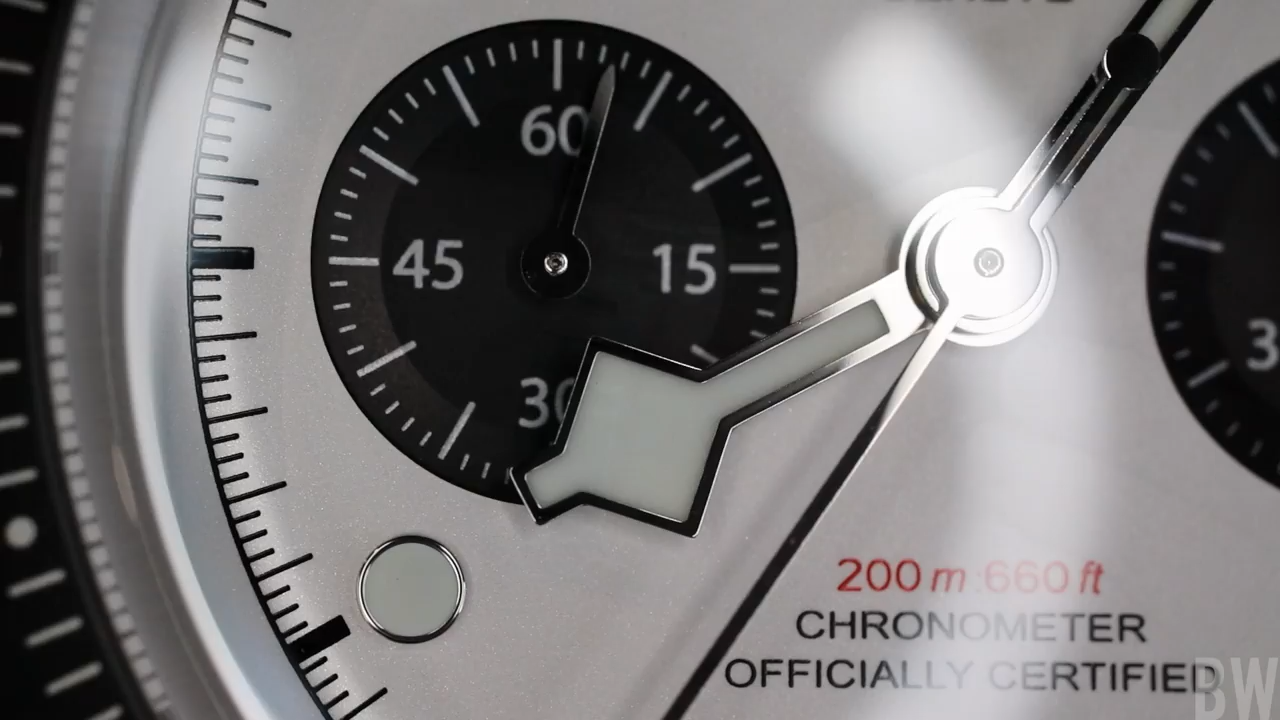 60
45
15
30
200 m : 660 ft
CHRONOMETER
OFFICIALLY CERTIFIED
BW